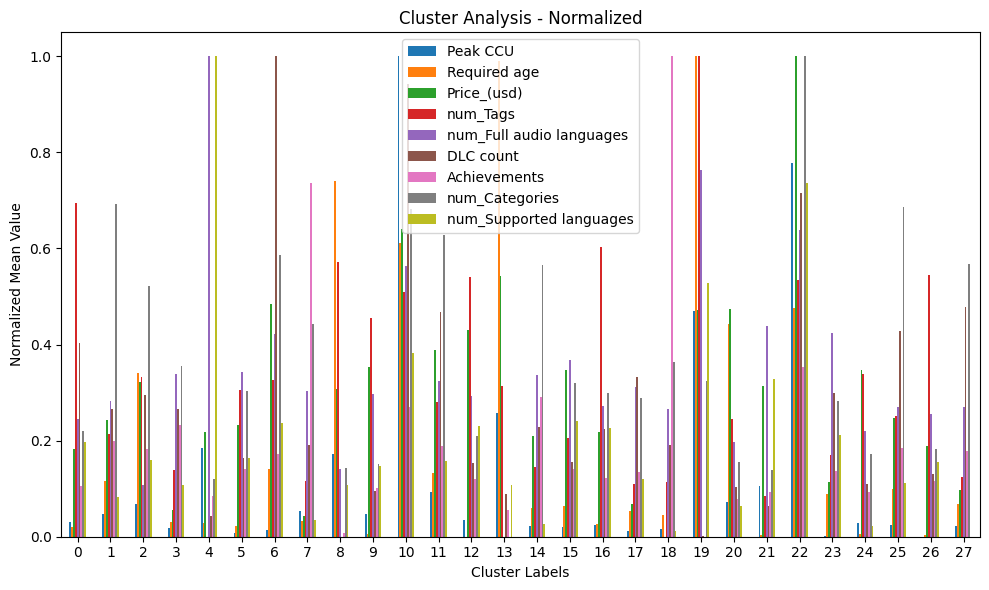 Cluster Analysis - Normalized
Normalized Mean Value
1.0
0.8
0.6
0.4
0.2
0.0
Peak CCU
Required age
Price_(usd)
num_Tags
num_Full audio languages
DLC count
Achievements
num_Categories
num_Supported languages
0 1 2 3 4 5 6 7 8 9 10 11 12 13 14 15 16 17 18 19 20 21 22 23 24 25 26 27
Cluster Labels